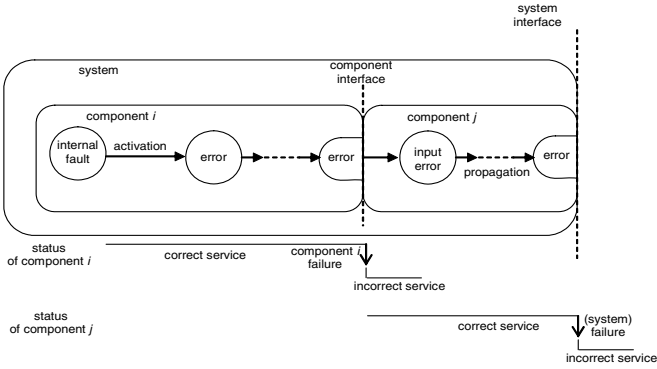 system
interface
system
component
interface
component i
component j
internal
fault
activation
error
error
input
error
error
propagation
status
of component i
correct service
component i
failure
incorrect service
status
of component j
correct service
(system)
failure
incorrect service